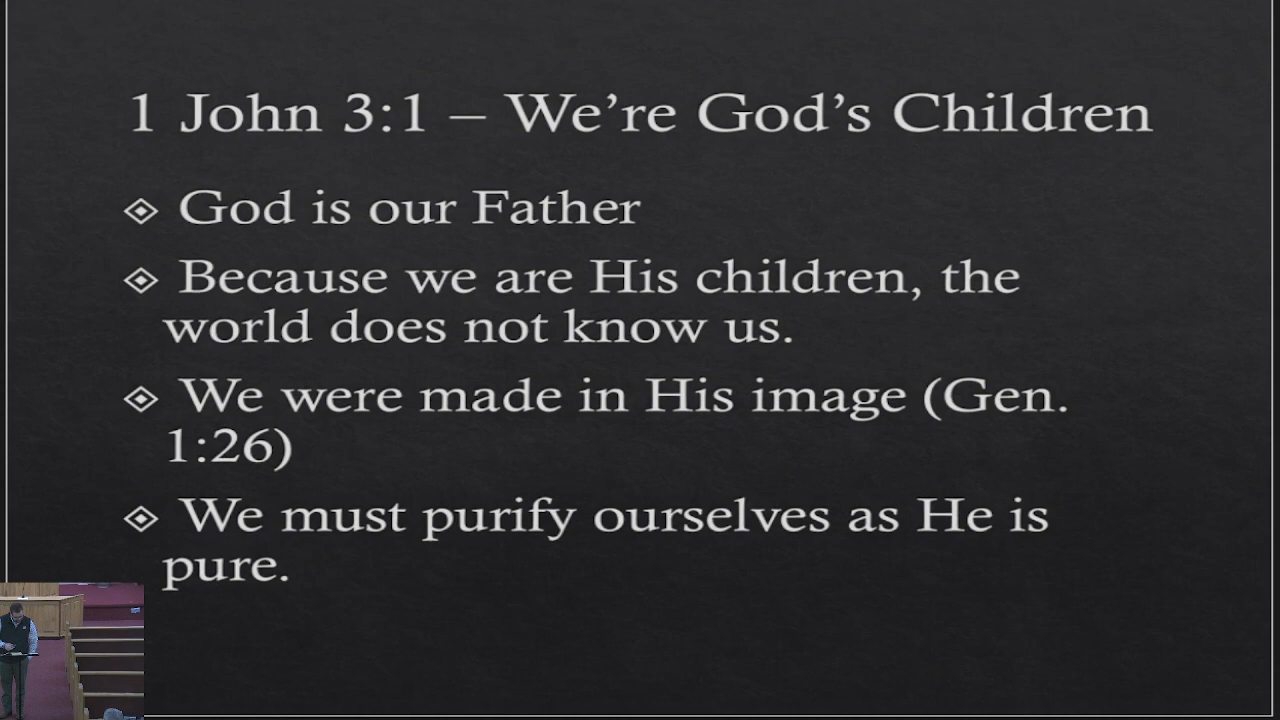 1 John 3:1 – We’re God’s Children
God is our Father
Because we are His children, the
world does not know us.
We were made in His image (Gen.
1:26)
We must purify ourselves as He is
pure.